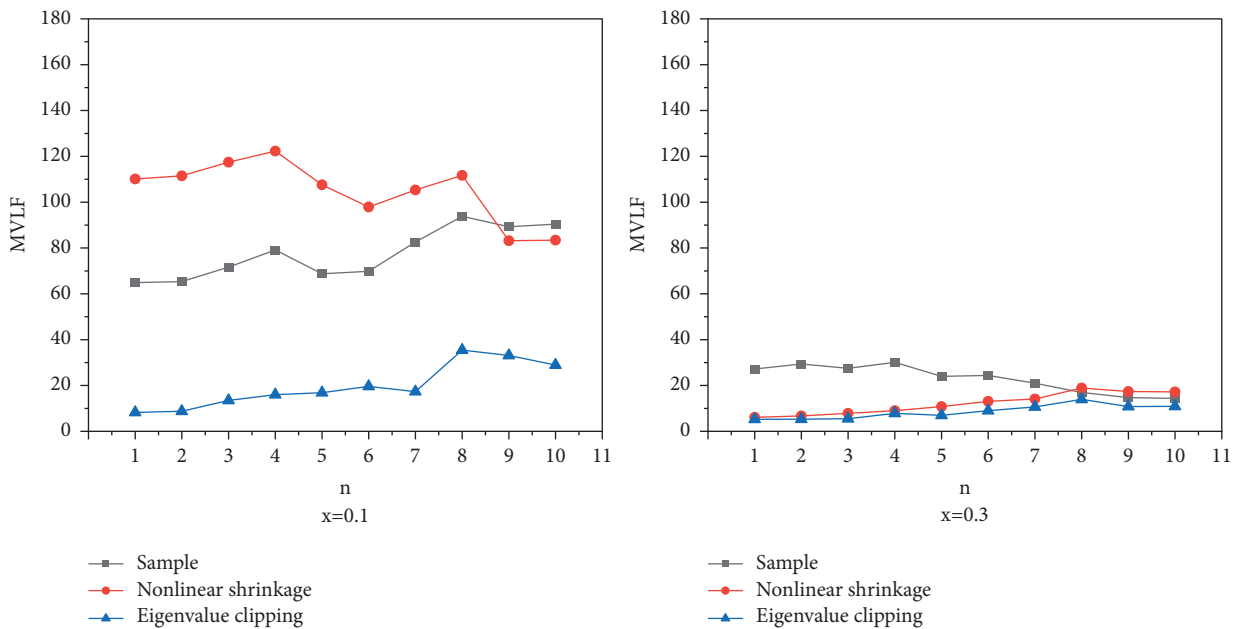 180
160
140
120
100
80
60
40
20
0
MVLF
1 2 3 4 5 6 7 8 9 10 11
n
x=0.1
Sample
Nonlinear shrinkage
Eigenvalue clipping
180
160
140
120
100
80
60
40
20
0
MVLF
1 2 3 4 5 6 7 8 9 10 11
n
x=0.3
Sample
Nonlinear shrinkage
Eigenvalue clipping